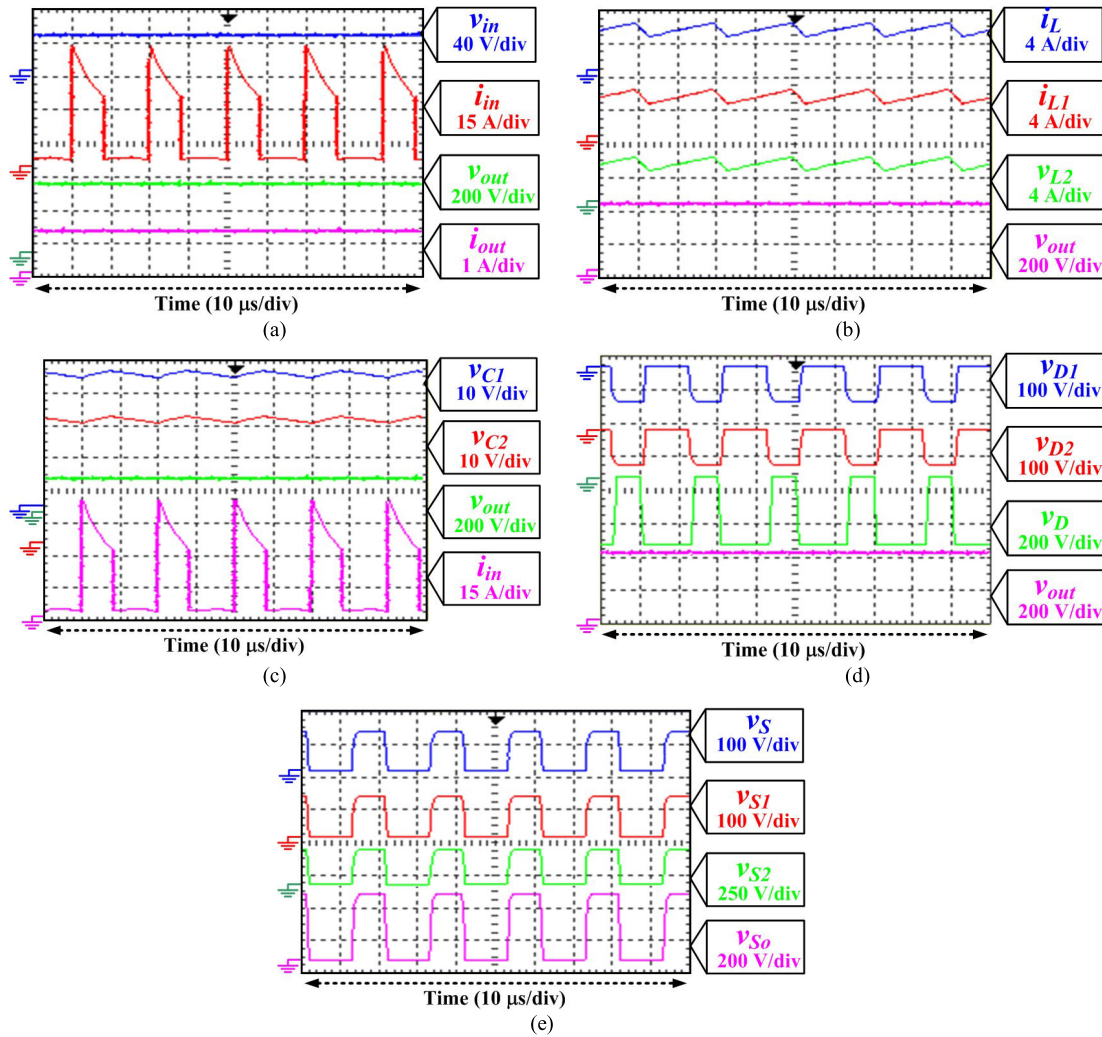 v_in
40 V/div
i_in
15 A/div
v_out
200 V/div
i_out
1 A/div
Time (10 μs/div)
(a)
i_L
4 A/div
i_L1
4 A/div
v_L2
4 A/div
v_out
200 V/div
Time (10 μs/div)
(b)
v_C1
10 V/div
v_C2
10 V/div
v_out
200 V/div
i_in
15 A/div
Time (10 μs/div)
(c)
v_D1
100 V/div
v_D2
100 V/div
v_D
200 V/div
v_out
200 V/div
Time (10 μs/div)
(d)
v_S
100 V/div
v_S1
100 V/div
v_S2
250 V/div
v_So
200 V/div
Time (10 μs/div)
(e)